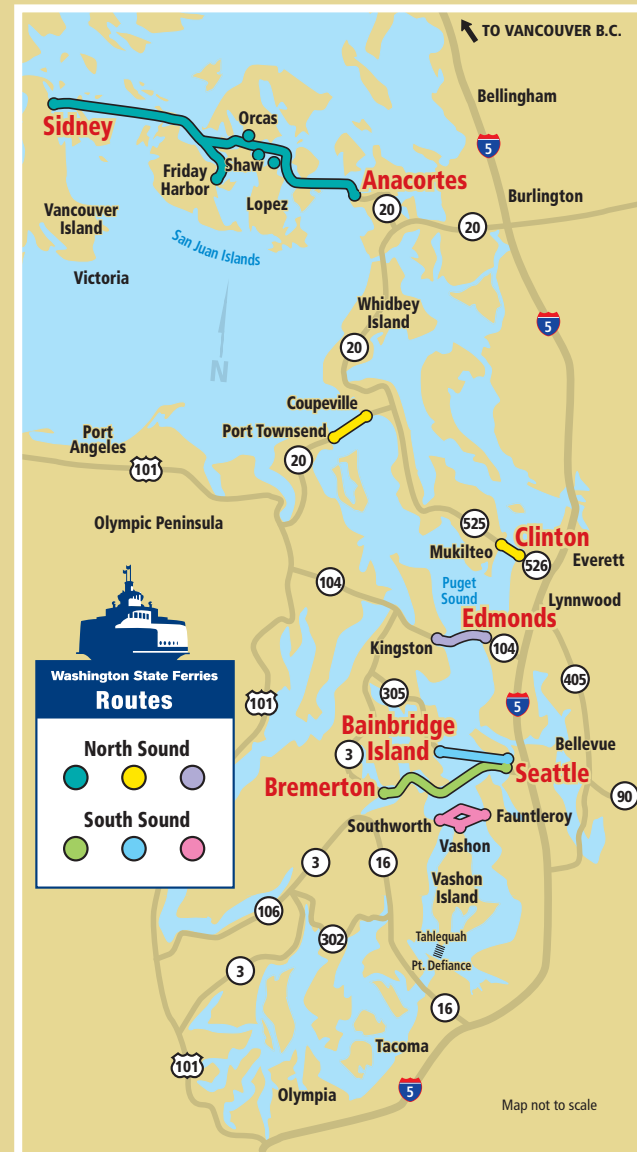 TO VANCOUVER B.C.
Bellingham
5
Orcas
Sidney
Friday
Harbor
Shaw
Anacortes
Lopez
20
Burlington
Vancouver
Island
20
San Juan Islands
Victoria
Whidbey
Island
5
20
N
Coupeville
Port Townsend
Port
Angeles
101
20
Olympic Peninsula
525
Clinton
Mukilteo
526
Everett
104
Puget
Sound
Lynnwood
Edmonds
Kingston
104
Washington State Ferries
Routes
North Sound
South Sound
101
305
405
5
Bainbridge
Island
3
Bellevue
Seattle
Bremerton
90
Southworth
Fauntleroy
Vashon
3
16
Vashon
Island
106
302
Tahlequah
Pt. Defiance
3
16
Tacoma
101
Olympia
5
Map not to scale